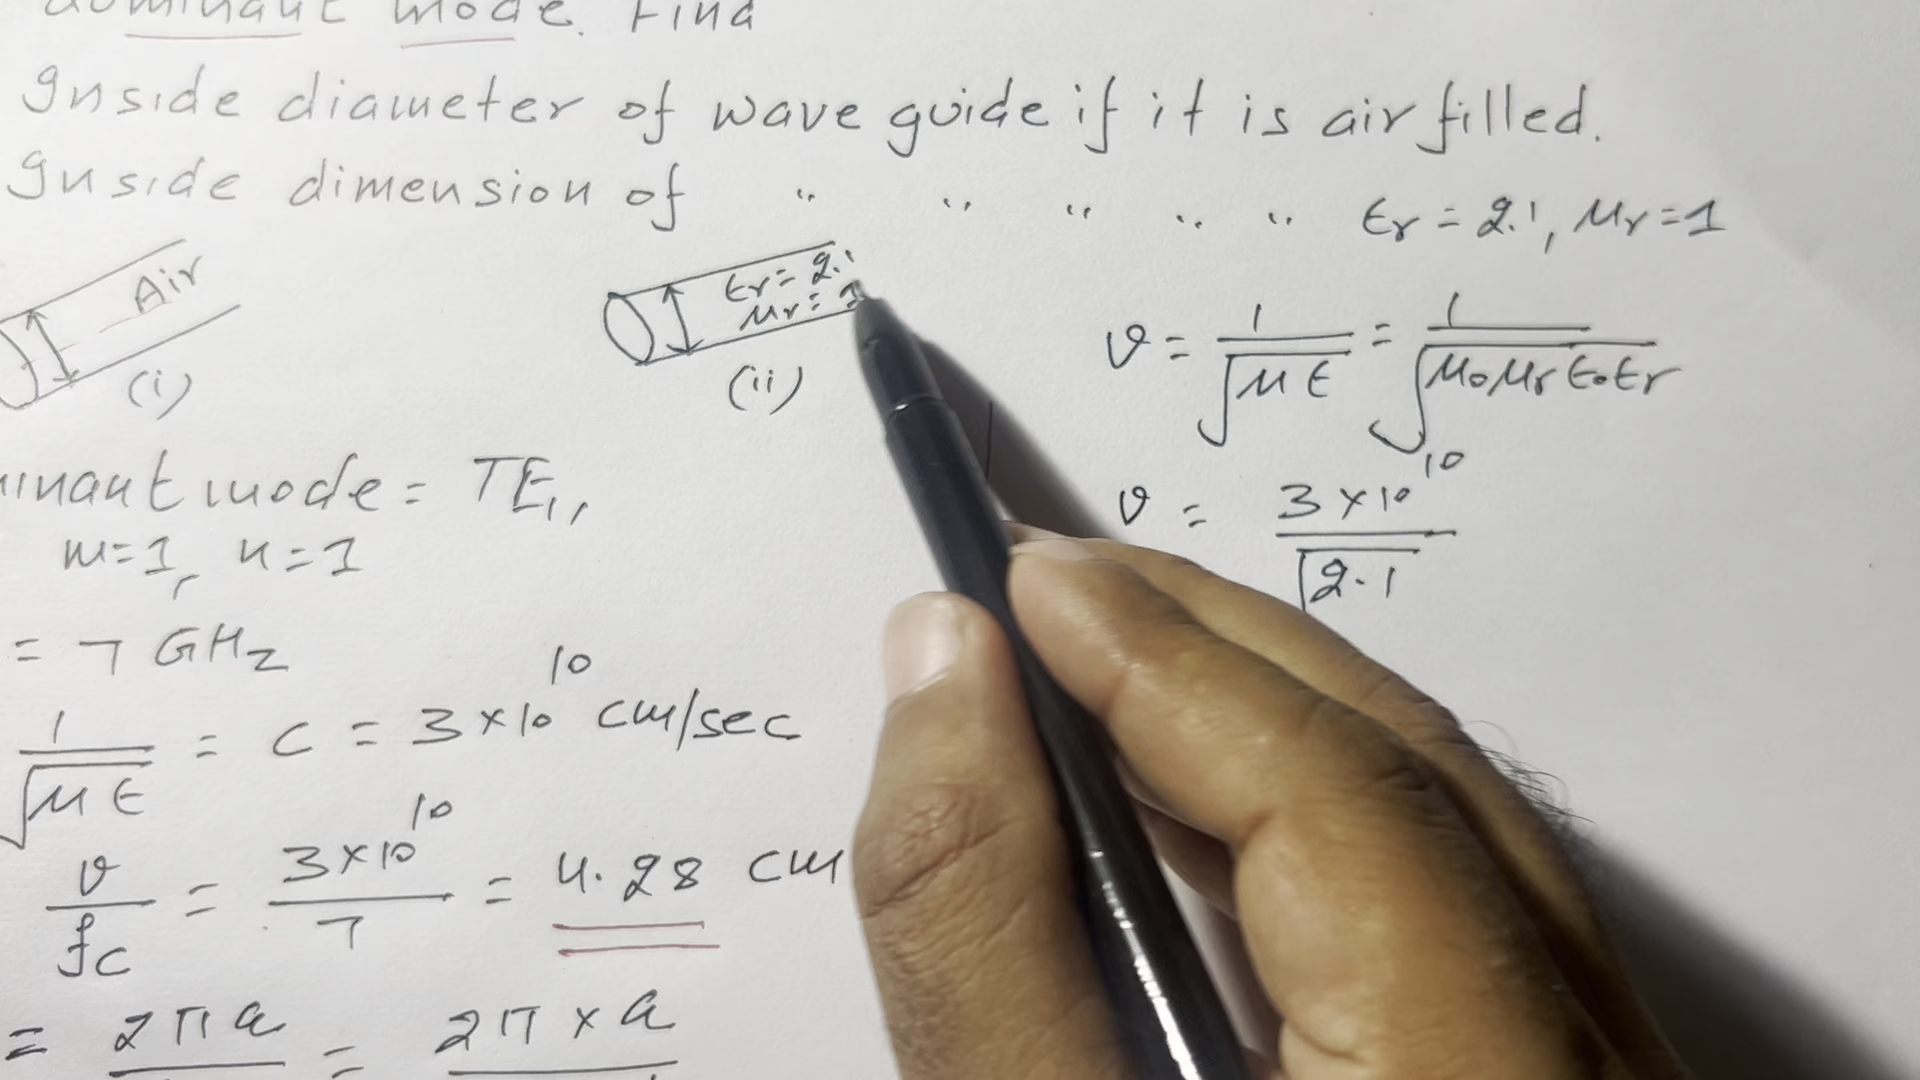 dominant mode. Find
Inside diameter of wave guide if it is air filled.
Inside dimension of " " " " " Er = 2.1, μr = 1
Air
(i)
Er = 2.1
μr = 1
(ii)
v = 1/√(με) = 1/√(μ0μrε0εr)
v = 3×10^10/√2.1
minant mode = TE11
m=1, n=1
= 7 GHz
1/√(με) = c = 3×10^10 cm/sec
v/fc = 3×10^10/7 = 4.28 cm
= 2πa = 2π×a